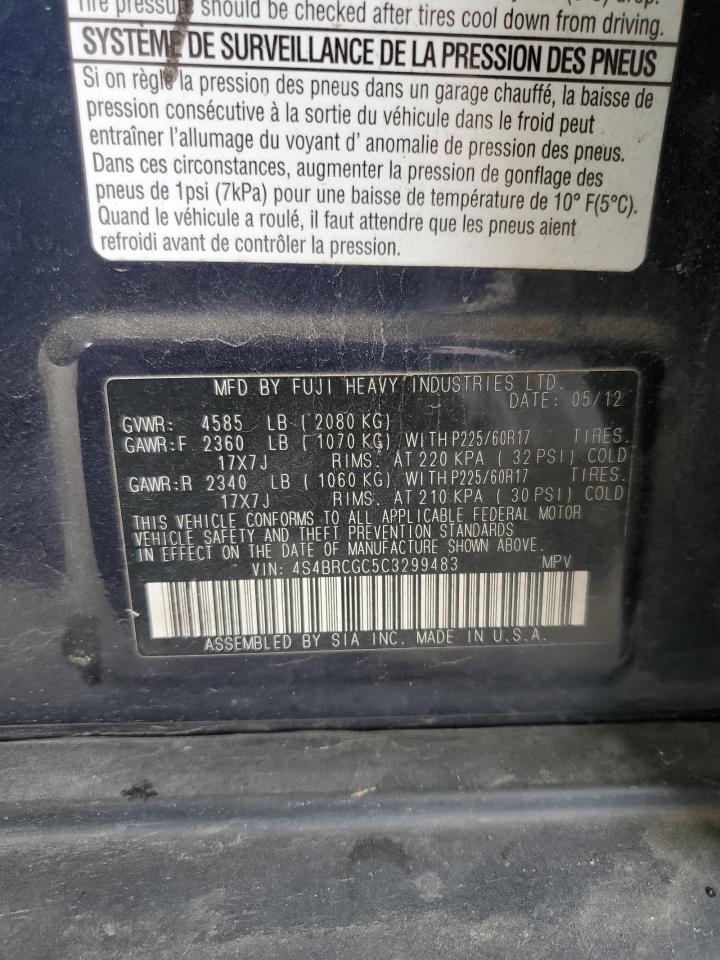 Tire pressure should be checked after tires cool down from driving.
SYSTÈME DE SURVEILLANCE DE LA PRESSION DES PNEUS
Si on règle la pression des pneus dans un garage chauffé, la baisse de
pression consécutive à la sortie du véhicule dans le froid peut
entraîner l'allumage du voyant d' anomalie de pression des pneus.
Dans ces circonstances, augmenter la pression de gonflage des
pneus de 1psi (7kPa) pour une baisse de température de 10° F(5°C).
Quand le véhicule a roulé, il faut attendre que les pneus aient
refroidi avant de contrôler la pression.
MFD BY FUJI HEAVY INDUSTRIES LTD.
DATE: 05/12
GVWR: 4585 LB (2080 KG)
GAWR:F 2360 LB (1070 KG) WITH P225/60R17 TIRES.
17X7J RIMS. AT 220 KPA (32 PSI) COLD
GAWR:R 2340 LB (1060 KG) WITH P225/60R17 TIRES.
17X7J RIMS. AT 210 KPA (30 PSI) COLD
THIS VEHICLE CONFORMS TO ALL APPLICABLE FEDERAL MOTOR
VEHICLE SAFETY AND THEFT PREVENTION STANDARDS
IN EFFECT ON THE DATE OF MANUFACTURE SHOWN ABOVE.
VIN: 4S4BRCGC5C3299483 MPV
ASSEMBLED BY SIA INC. MADE IN U.S.A.